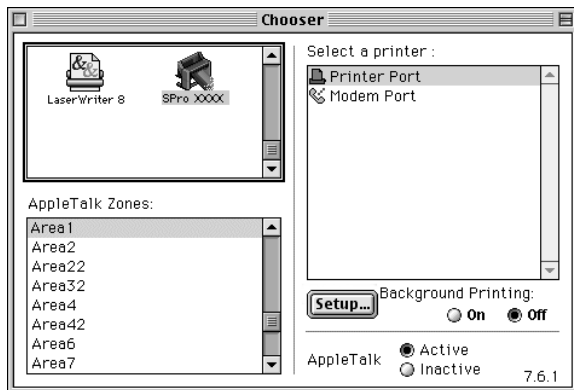 Chooser
LaserWriter 8
SPro XXXX
AppleTalk Zones:
Area1
Area2
Area22
Area32
Area4
Area42
Area6
Area7
Select a printer :
Printer Port
Modem Port
Setup...
Background Printing:
On Off
AppleTalk
Active
Inactive
7.6.1